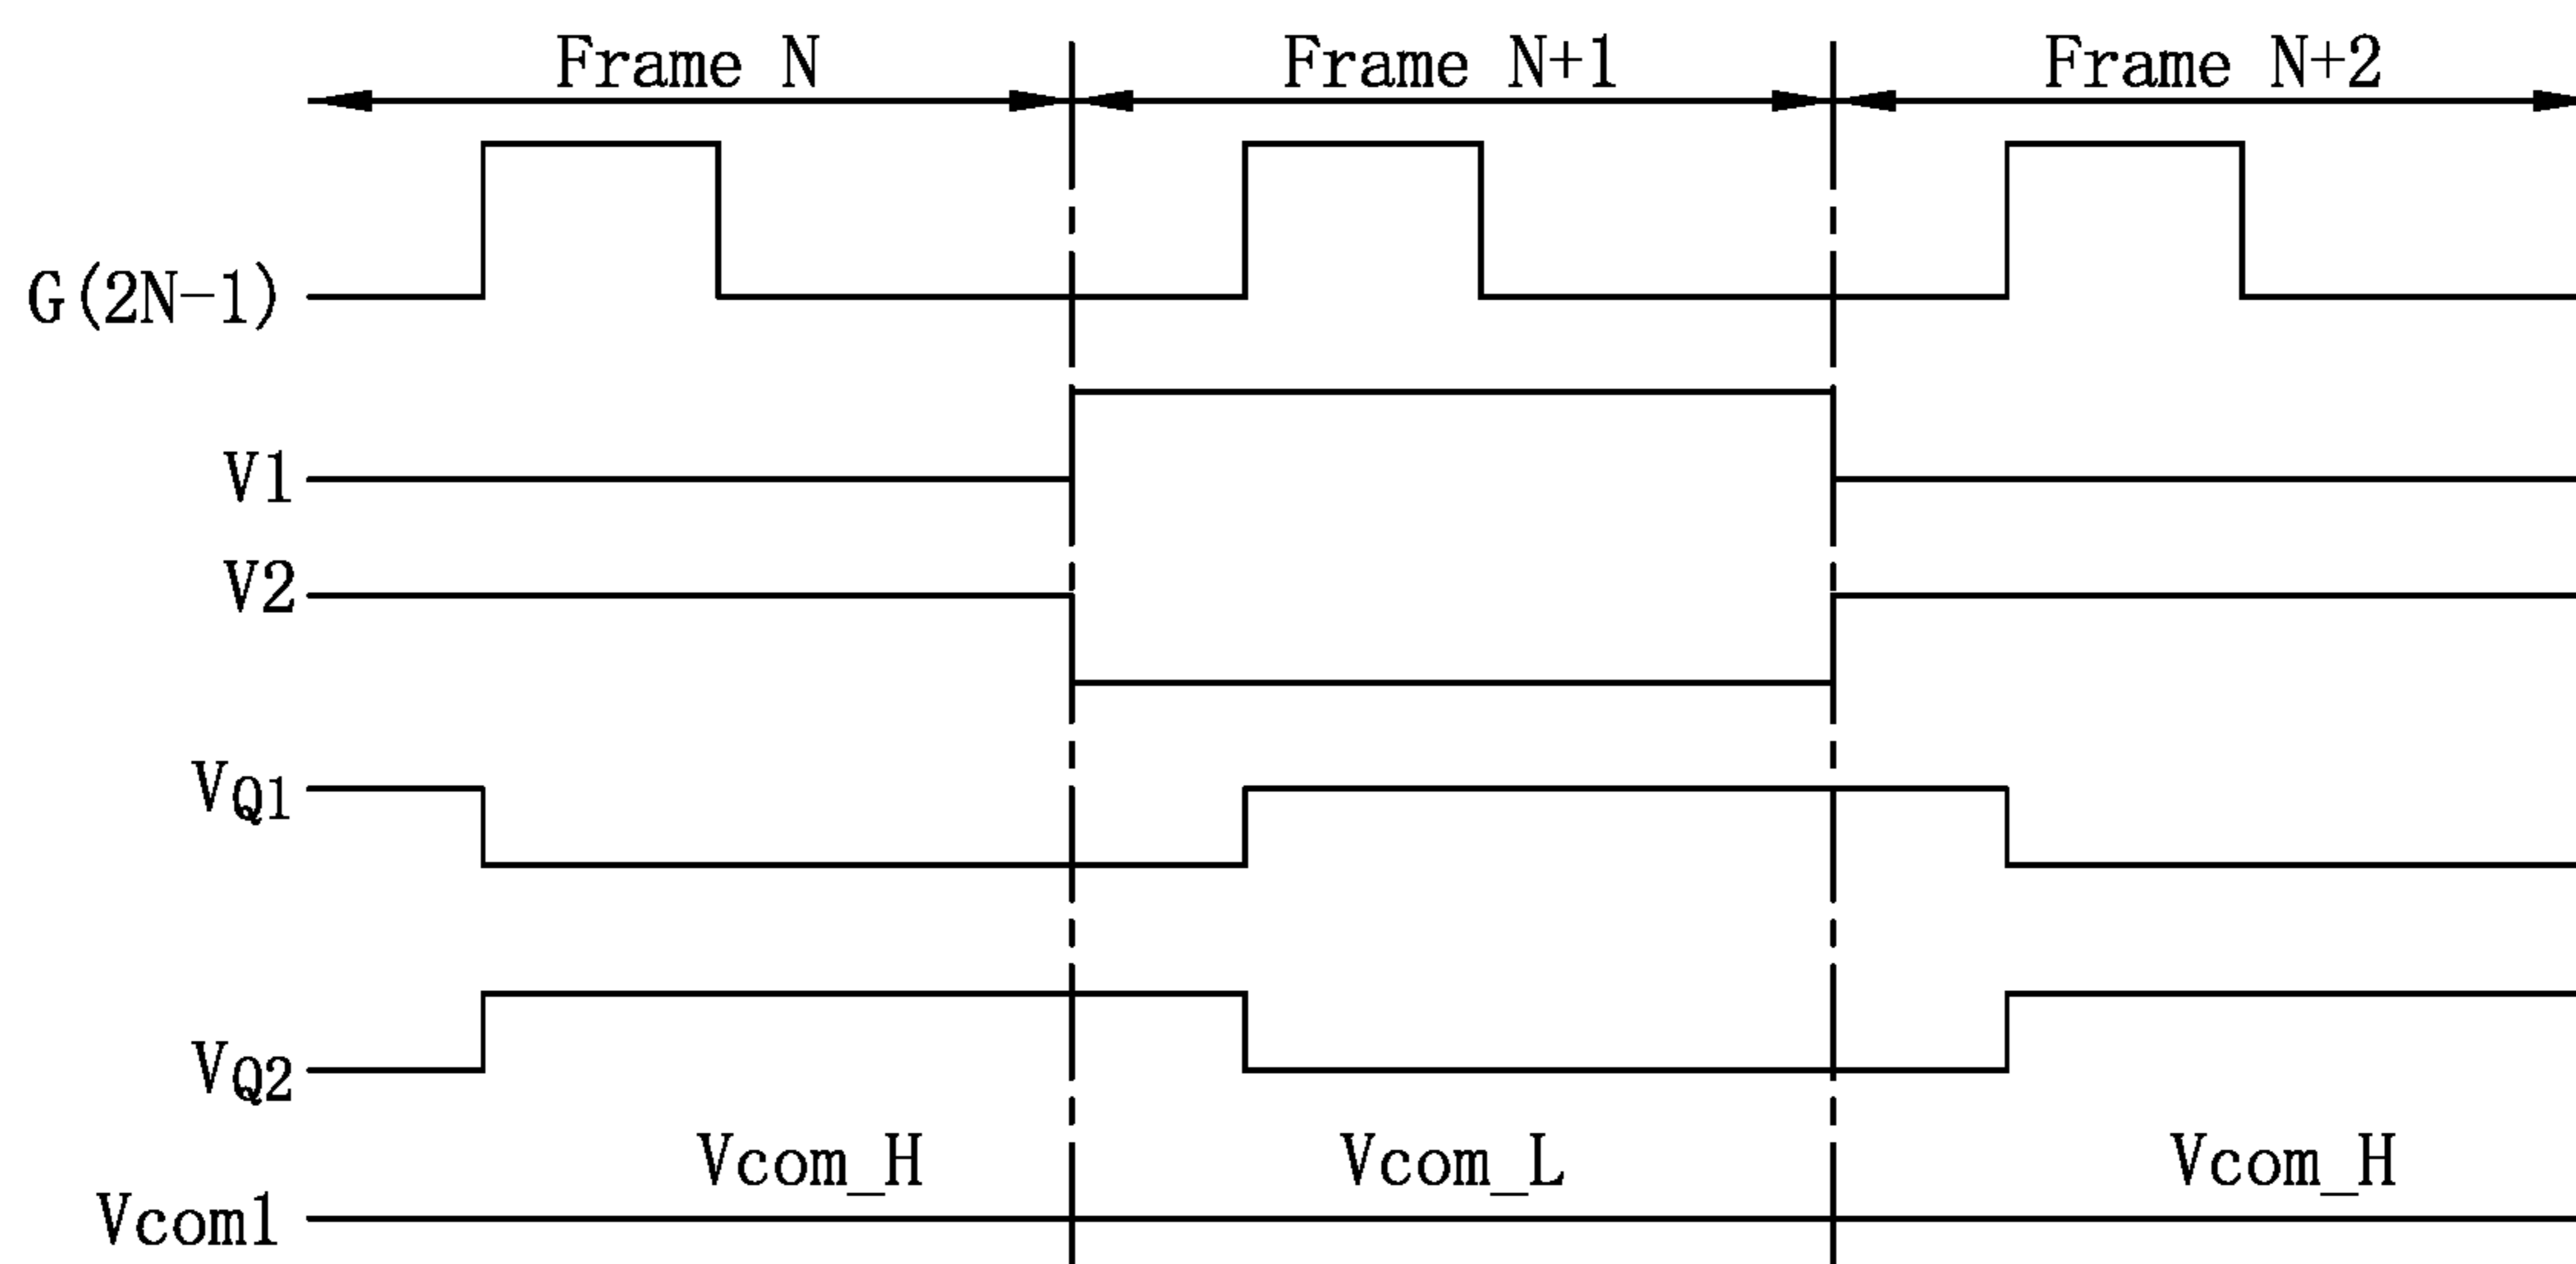 Frame N Frame N+1 Frame N+2
G(2N-1)
V1
V2
VQ1
VQ2
Vcom_H Vcom_L Vcom_H
Vcom1